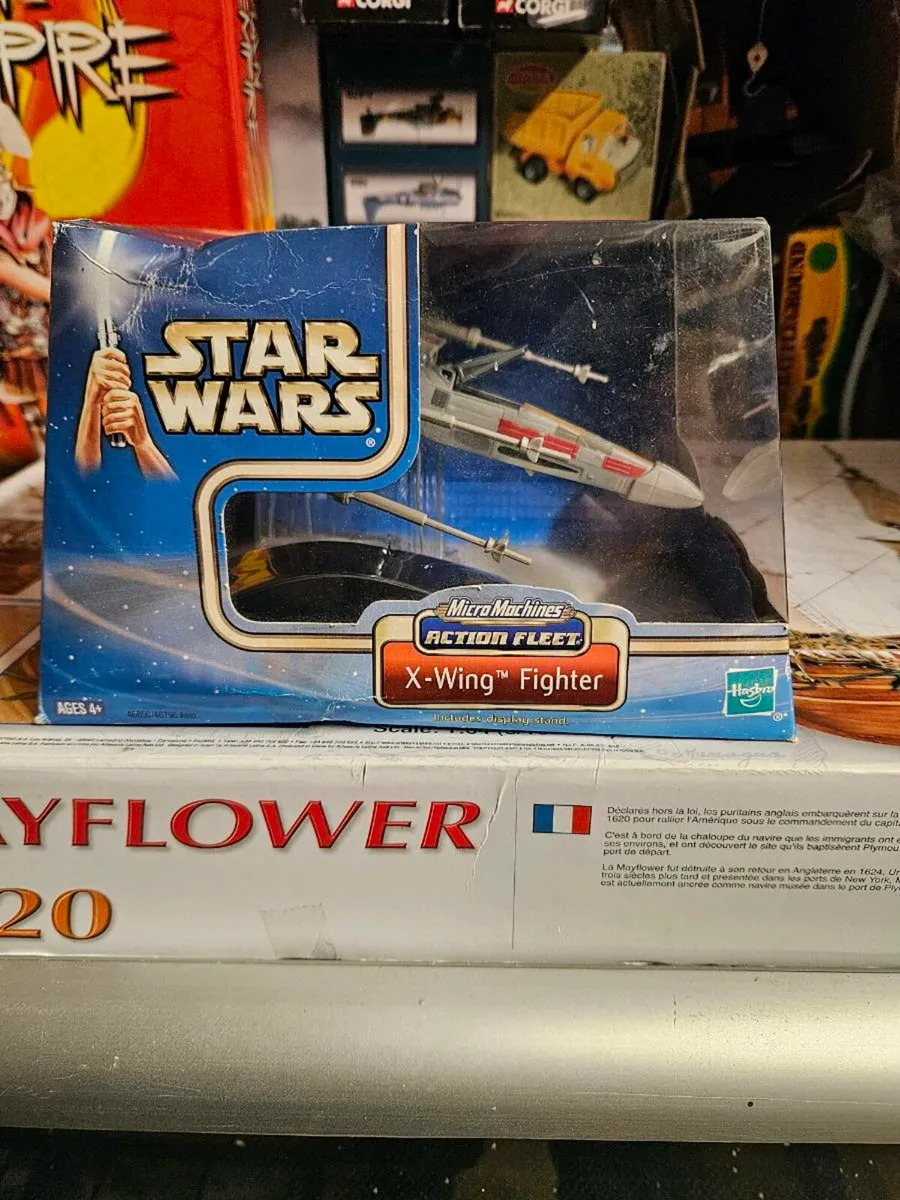 CORGI
CORGI
PIRE
STAR
WARS®
MicroMachines
ACTION FLEET
X-Wing™ Fighter
Hasbro®
AGES 4+
Includes display stand.
AYFLOWER
20
Déclarés hors la loi, les puritains anglais embarquèrent sur la
1620 pour rallier l'Amérique sous le commandement du capit
C'est à bord de la chaloupe du navire que les immigrants ont e
ses environs, et ont découvert le site qu'ils baptisèrent Plymou
port de départ.
La Mayflower fut détruite à son retour en Angleterre en 1624. Un
trois siècles plus tard et présentée dans les ports de New York, M
est actuellement ancrée comme navire musée dans le port de Ply